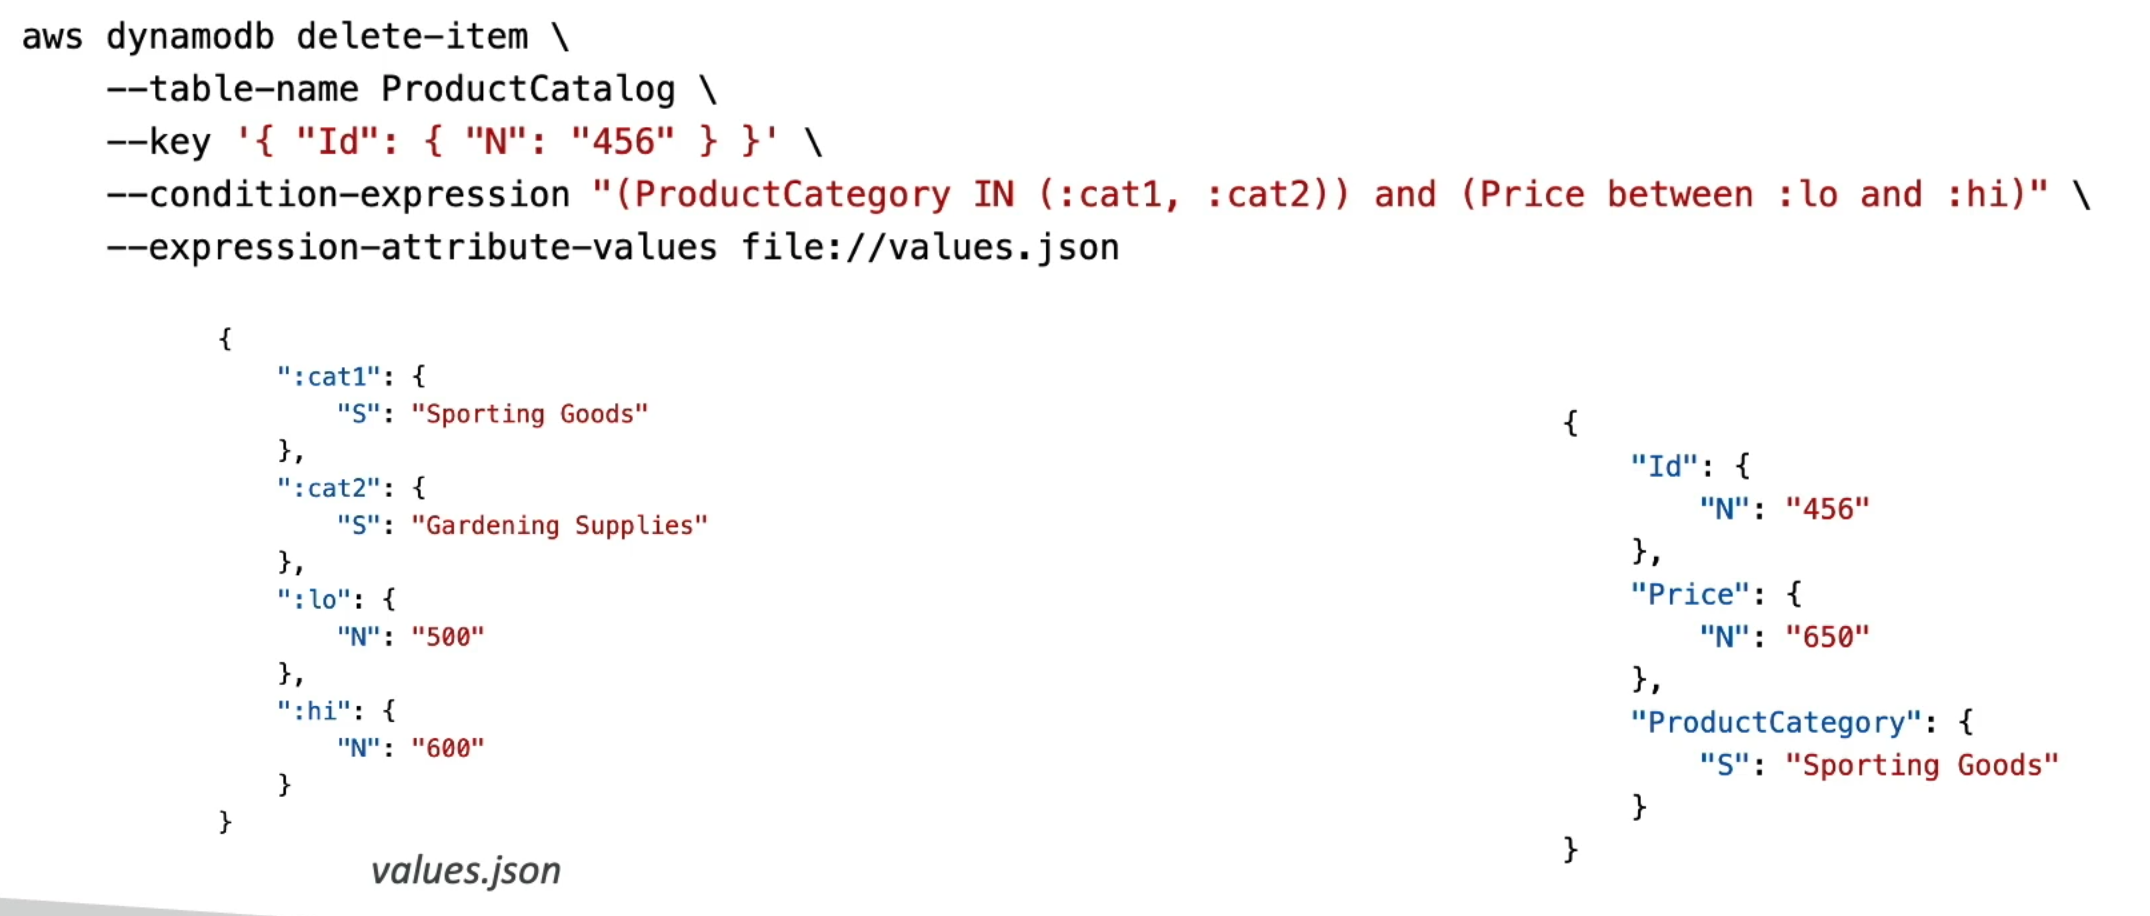 aws dynamodb delete-item \
--table-name ProductCatalog \
--key '{ "Id": { "N": "456" } }' \
--condition-expression "(ProductCategory IN (:cat1, :cat2)) and (Price between :lo and :hi)" \
--expression-attribute-values file://values.json
{
":cat1": {
"S": "Sporting Goods"
},
":cat2": {
"S": "Gardening Supplies"
},
":lo": {
"N": "500"
},
":hi": {
"N": "600"
}
}
values.json
{
"Id": {
"N": "456"
},
"Price": {
"N": "650"
},
"ProductCategory": {
"S": "Sporting Goods"
}
}